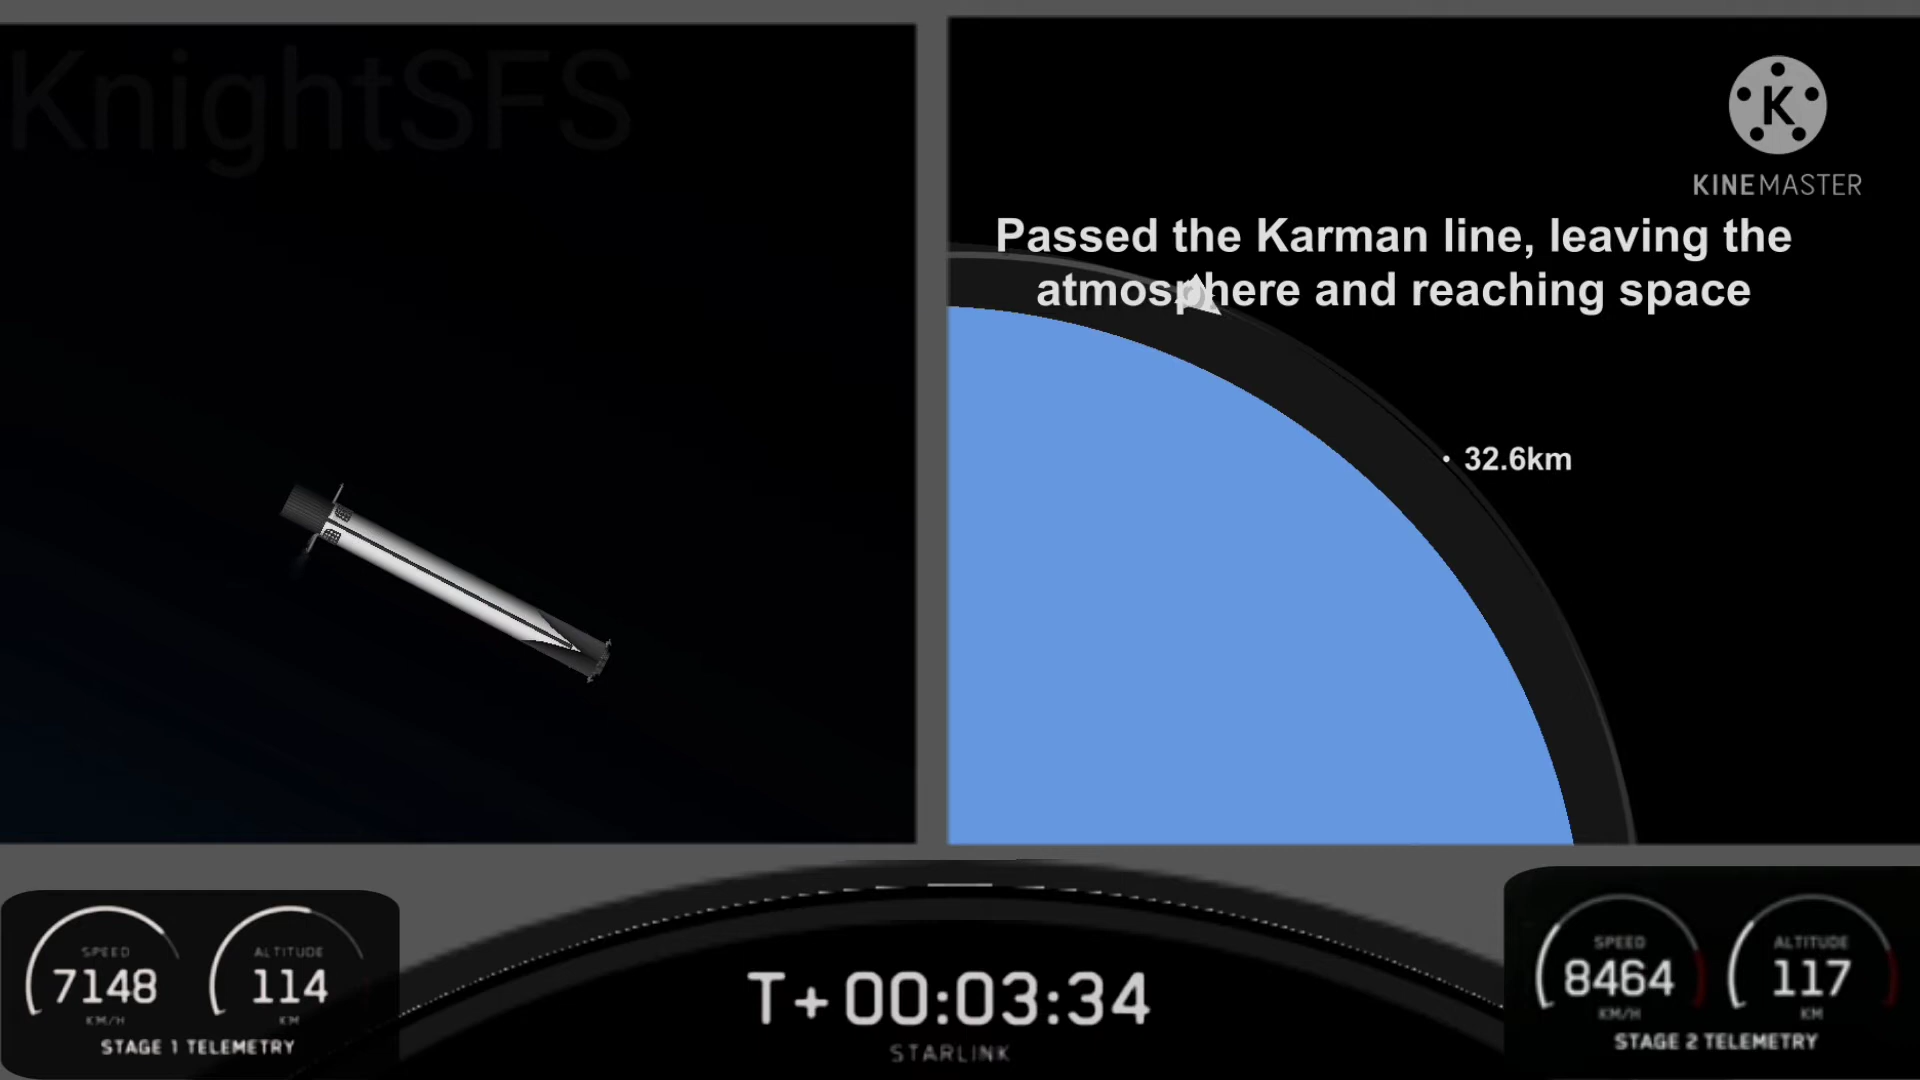 KnightSFS
K
KINEMASTER
Passed the Karman line, leaving the
atmosphere and reaching space
32.6km
SPEED
7148
KM/H
ALTITUDE
114
KM
STAGE 1 TELEMETRY
T+00:03:34
STARLINK
SPEED
8464
KM/H
ALTITUDE
117
KM
STAGE 2 TELEMETRY